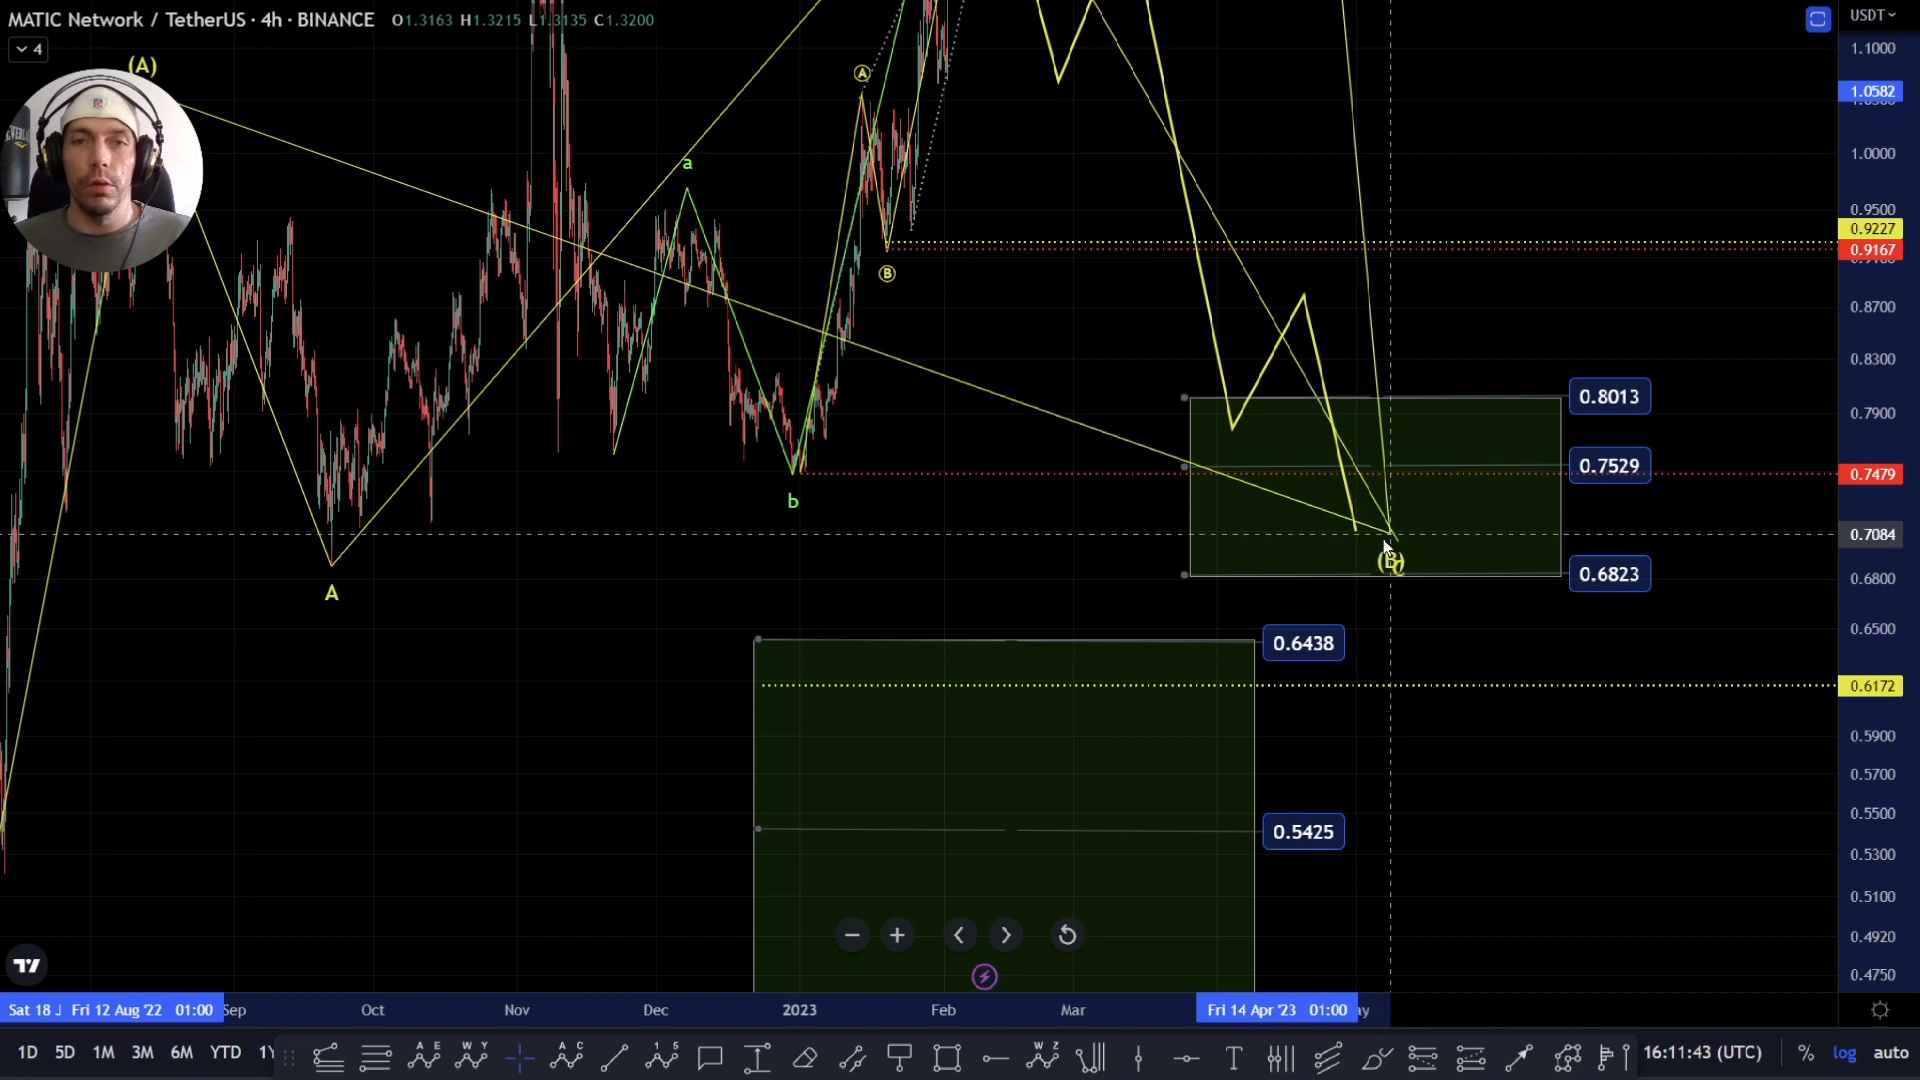 MATIC Network / TetherUS · 4h · BINANCE O1.3163 H1.3215 L1.3135 C1.3200
USDT
4
(A)
1.1000
A
1.0582
1.0000
a
0.9500
0.9227
0.9167
B
0.8700
0.8300
0.8013
0.7900
0.7529
0.7479
b
0.7084
(B)
C
0.6823
0.6800
A
0.6438
0.6500
0.6172
0.5900
0.5700
0.5425
0.5500
0.5300
0.5100
0.4920
0.4750
Sat 18 J Fri 12 Aug '22 01:00 Sep Oct Nov Dec 2023 Feb Mar Fri 14 Apr '23 01:00 ay
1D 5D 1M 3M 6M YTD 1Y
A E
W Y
A C
1 5
W Z
T
16:11:43 (UTC) % log auto